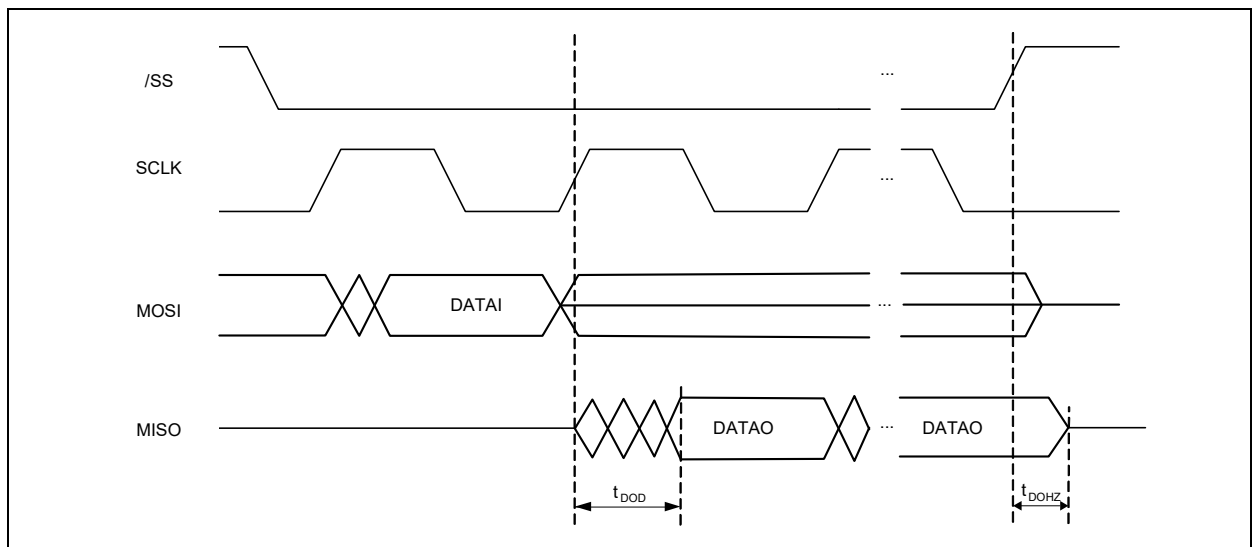 /SS
...
SCLK
...
MOSI
DATAI
...
MISO
DATAO
...
DATAO
tDOD
tDOHZ